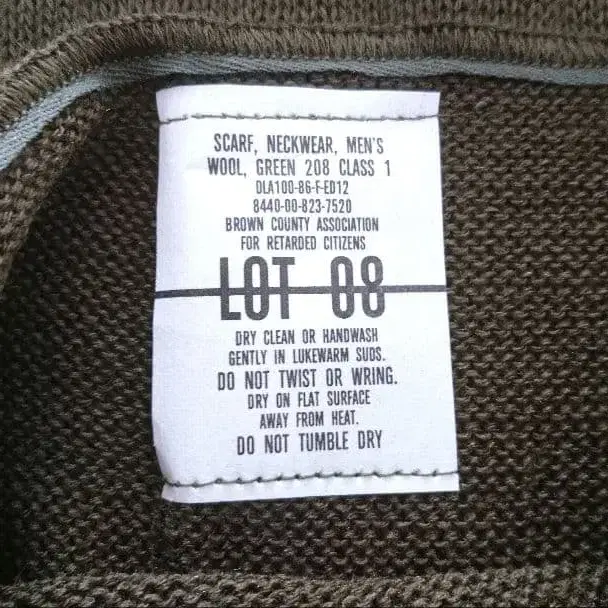 SCARF, NECKWEAR, MEN'S
WOOL, GREEN 208 CLASS 1
DLA100-86-F-ED12
8440-00-823-7520
BROWN COUNTY ASSOCIATION
FOR RETARDED CITIZENS
LOT 08
DRY CLEAN OR HANDWASH
GENTLY IN LUKEWARM SUDS.
DO NOT TWIST OR WRING.
DRY ON FLAT SURFACE
AWAY FROM HEAT.
DO NOT TUMBLE DRY